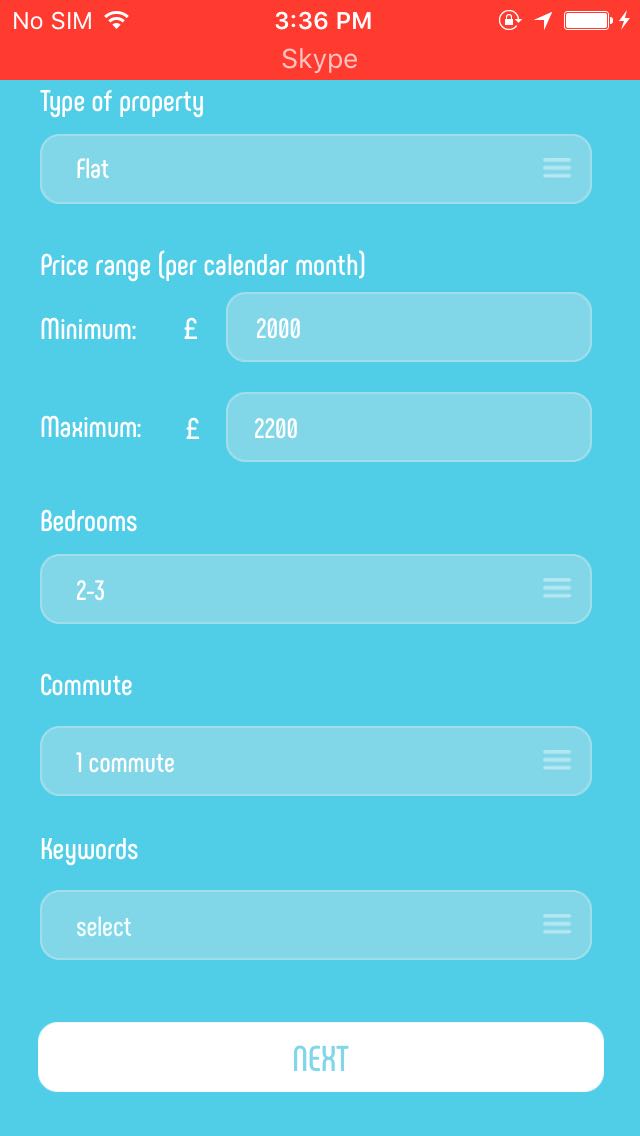 No SIM 3:36 PM
Skype
Type of property
Flat
Price range (per calendar month)
Minimum: £ 2000
Maximum: £ 2200
Bedrooms
2-3
Commute
1 commute
Keywords
select
NEXT